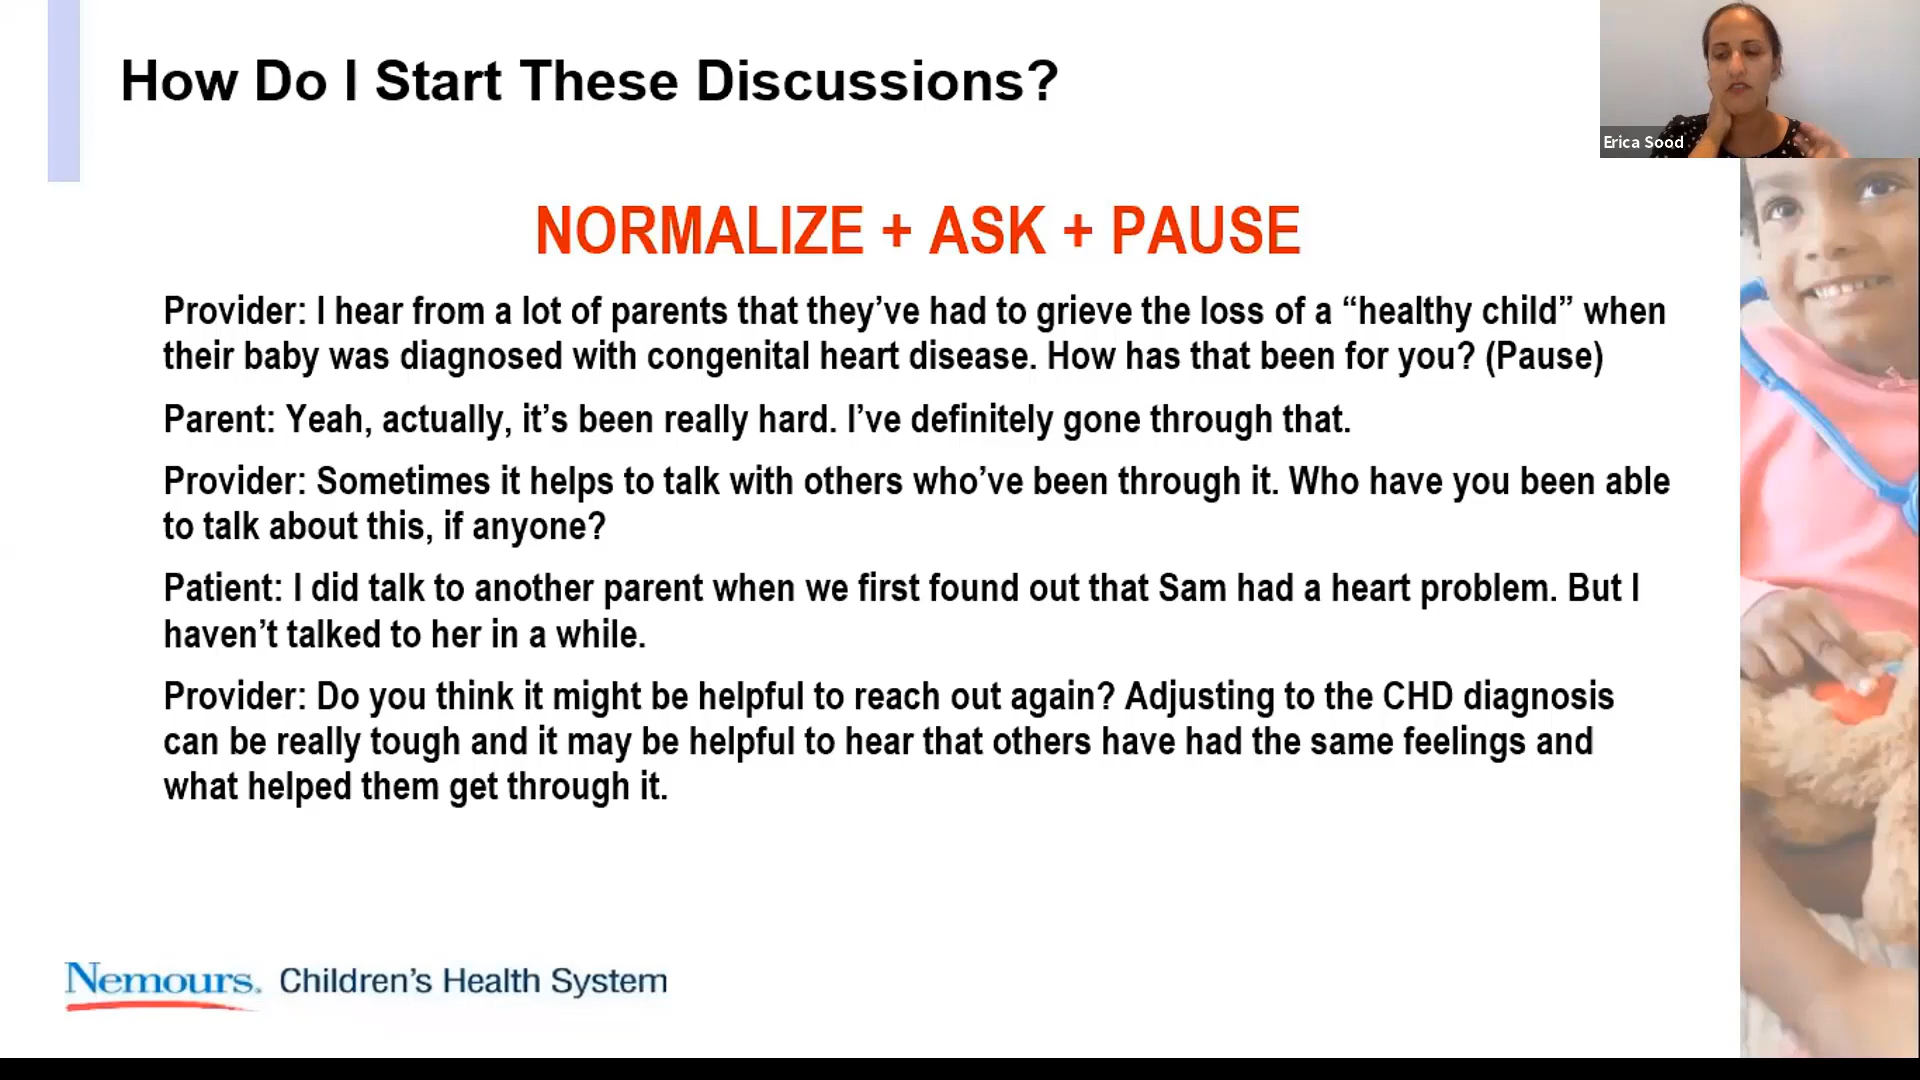 How Do I Start These Discussions?
Erica Sood
NORMALIZE + ASK + PAUSE
Provider: I hear from a lot of parents that they’ve had to grieve the loss of a “healthy child” when
their baby was diagnosed with congenital heart disease. How has that been for you? (Pause)
Parent: Yeah, actually, it’s been really hard. I’ve definitely gone through that.
Provider: Sometimes it helps to talk with others who’ve been through it. Who have you been able
to talk about this, if anyone?
Patient: I did talk to another parent when we first found out that Sam had a heart problem. But I
haven’t talked to her in a while.
Provider: Do you think it might be helpful to reach out again? Adjusting to the CHD diagnosis
can be really tough and it may be helpful to hear that others have had the same feelings and
what helped them get through it.
Nemours. Children’s Health System